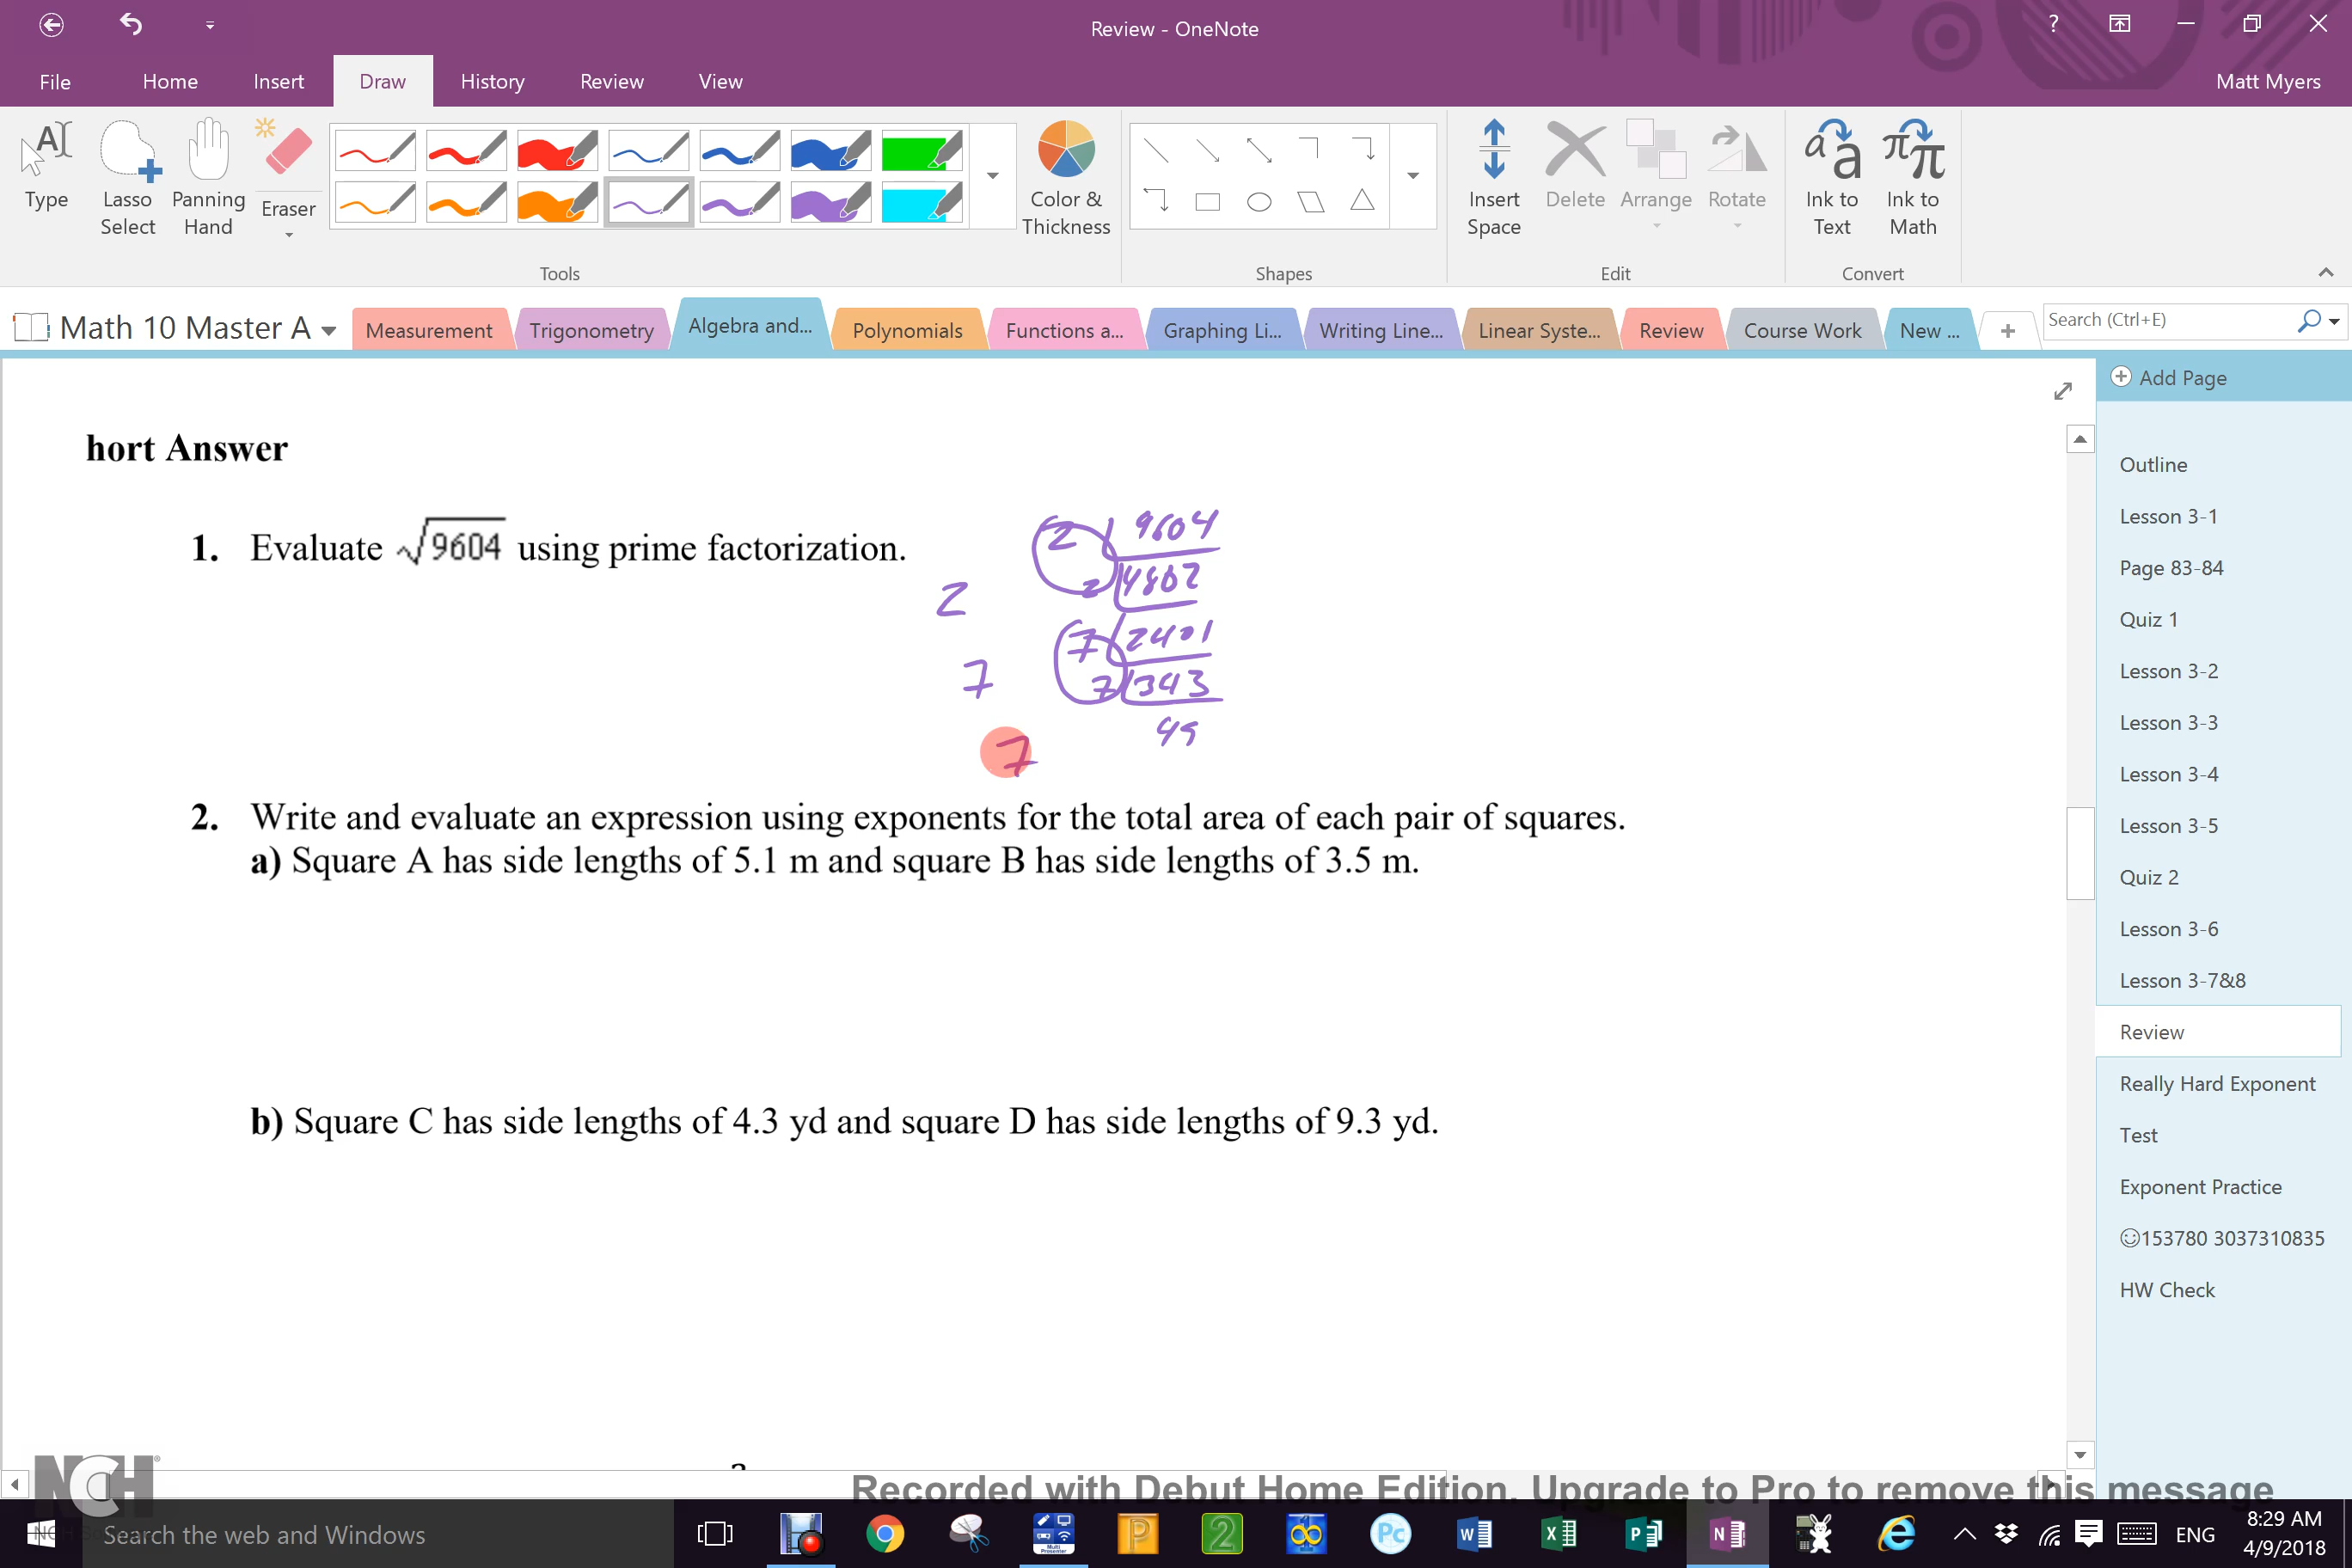 Review - OneNote
?
File Home Insert Draw History Review View
Matt Myers
Type
Lasso Select
Panning Hand
Eraser
Color & Thickness
Insert Space
Delete
Arrange
Rotate
Ink to Text
Ink to Math
Tools
Shapes
Edit
Convert
Math 10 Master A
Measurement
Trigonometry
Algebra and...
Polynomials
Functions a...
Graphing Li...
Writing Line...
Linear Syste...
Review
Course Work
New ...
Search (Ctrl+E)
hort Answer
1. Evaluate √9604 using prime factorization.
2 9604
2 4802
2
7 2401
7
7 343
49
7
2. Write and evaluate an expression using exponents for the total area of each pair of squares.
a) Square A has side lengths of 5.1 m and square B has side lengths of 3.5 m.
b) Square C has side lengths of 4.3 yd and square D has side lengths of 9.3 yd.
Add Page
Outline
Lesson 3-1
Page 83-84
Quiz 1
Lesson 3-2
Lesson 3-3
Lesson 3-4
Lesson 3-5
Quiz 2
Lesson 3-6
Lesson 3-7&8
Review
Really Hard Exponent
Test
Exponent Practice
☺153780 3037310835
HW Check
NCH
Recorded with Debut Home Edition. Upgrade to Pro to remove this message
Search the web and Windows
ENG
8:29 AM
4/9/2018